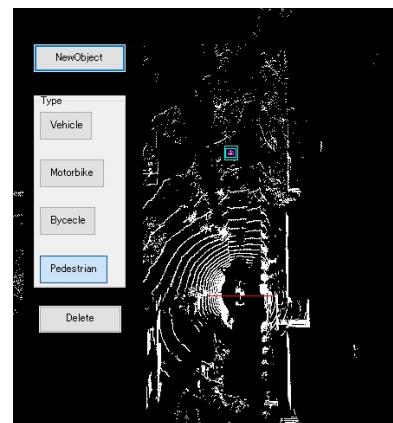 NewObject
Type
Vehicle
Motorbike
Bycecle
Pedestrian
Delete